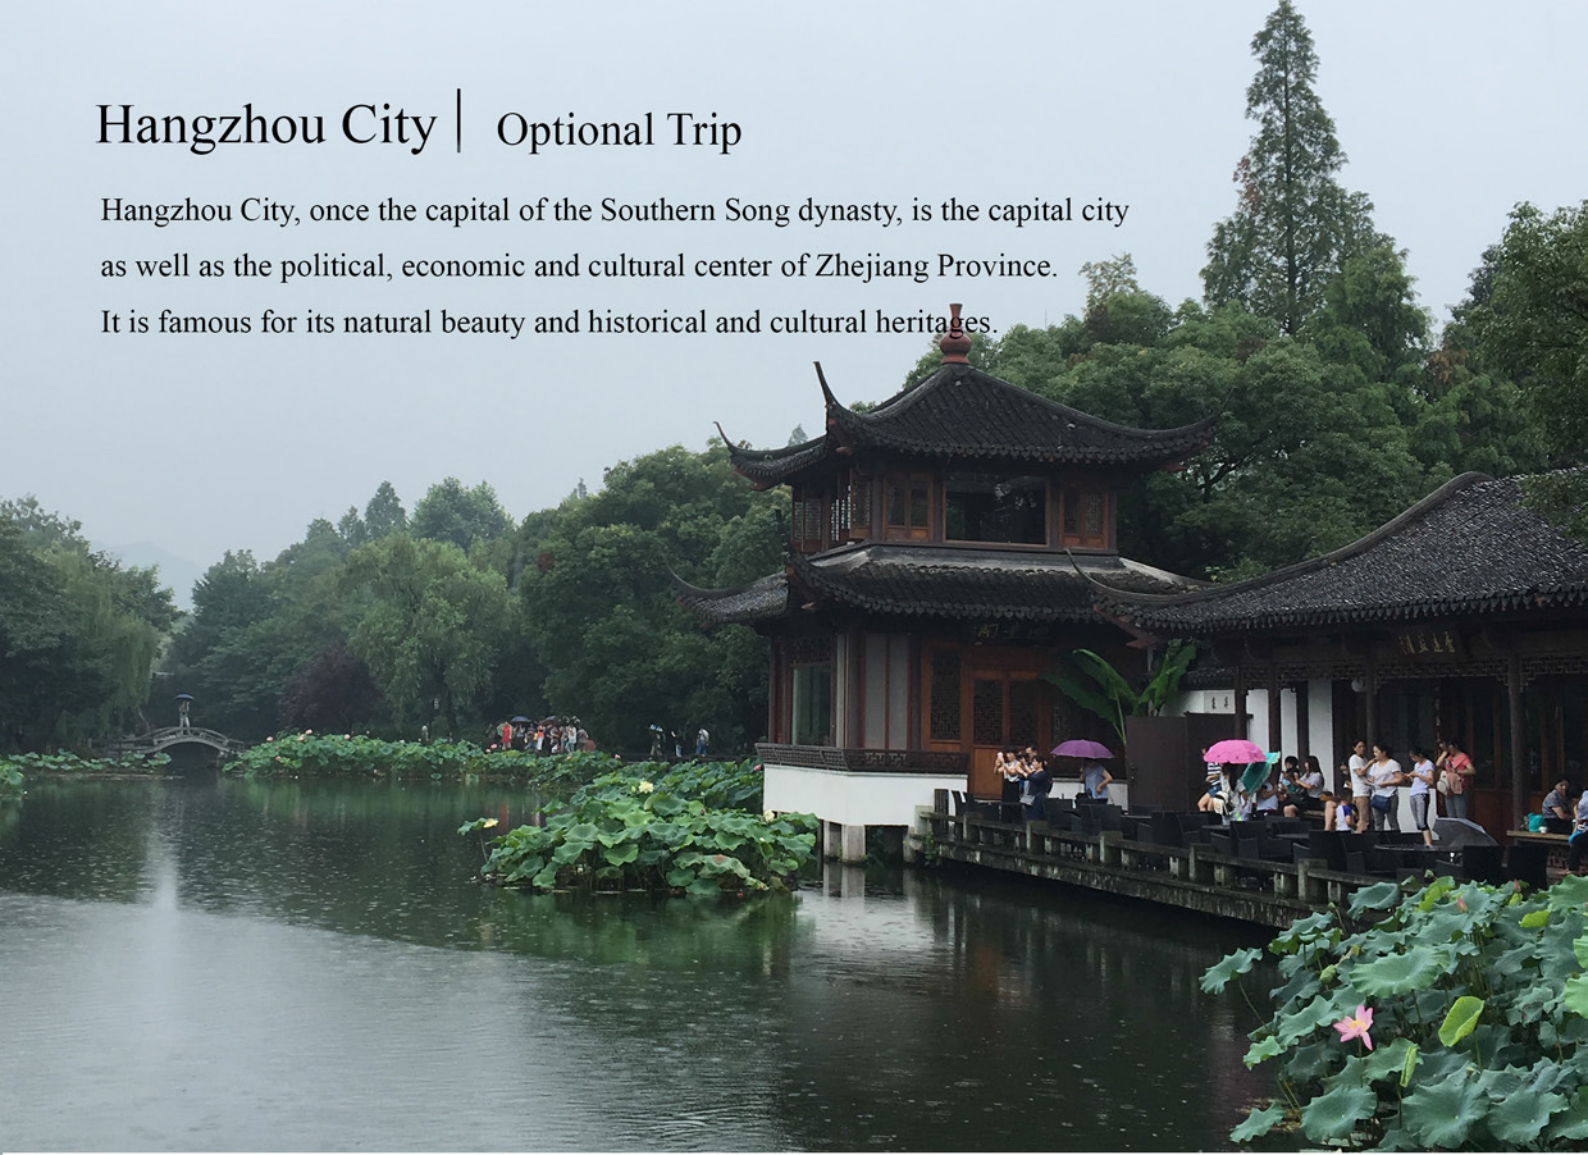 Hangzhou City | Optional Trip
Hangzhou City, once the capital of the Southern Song dynasty, is the capital city
as well as the political, economic and cultural center of Zhejiang Province.
It is famous for its natural beauty and historical and cultural heritages.